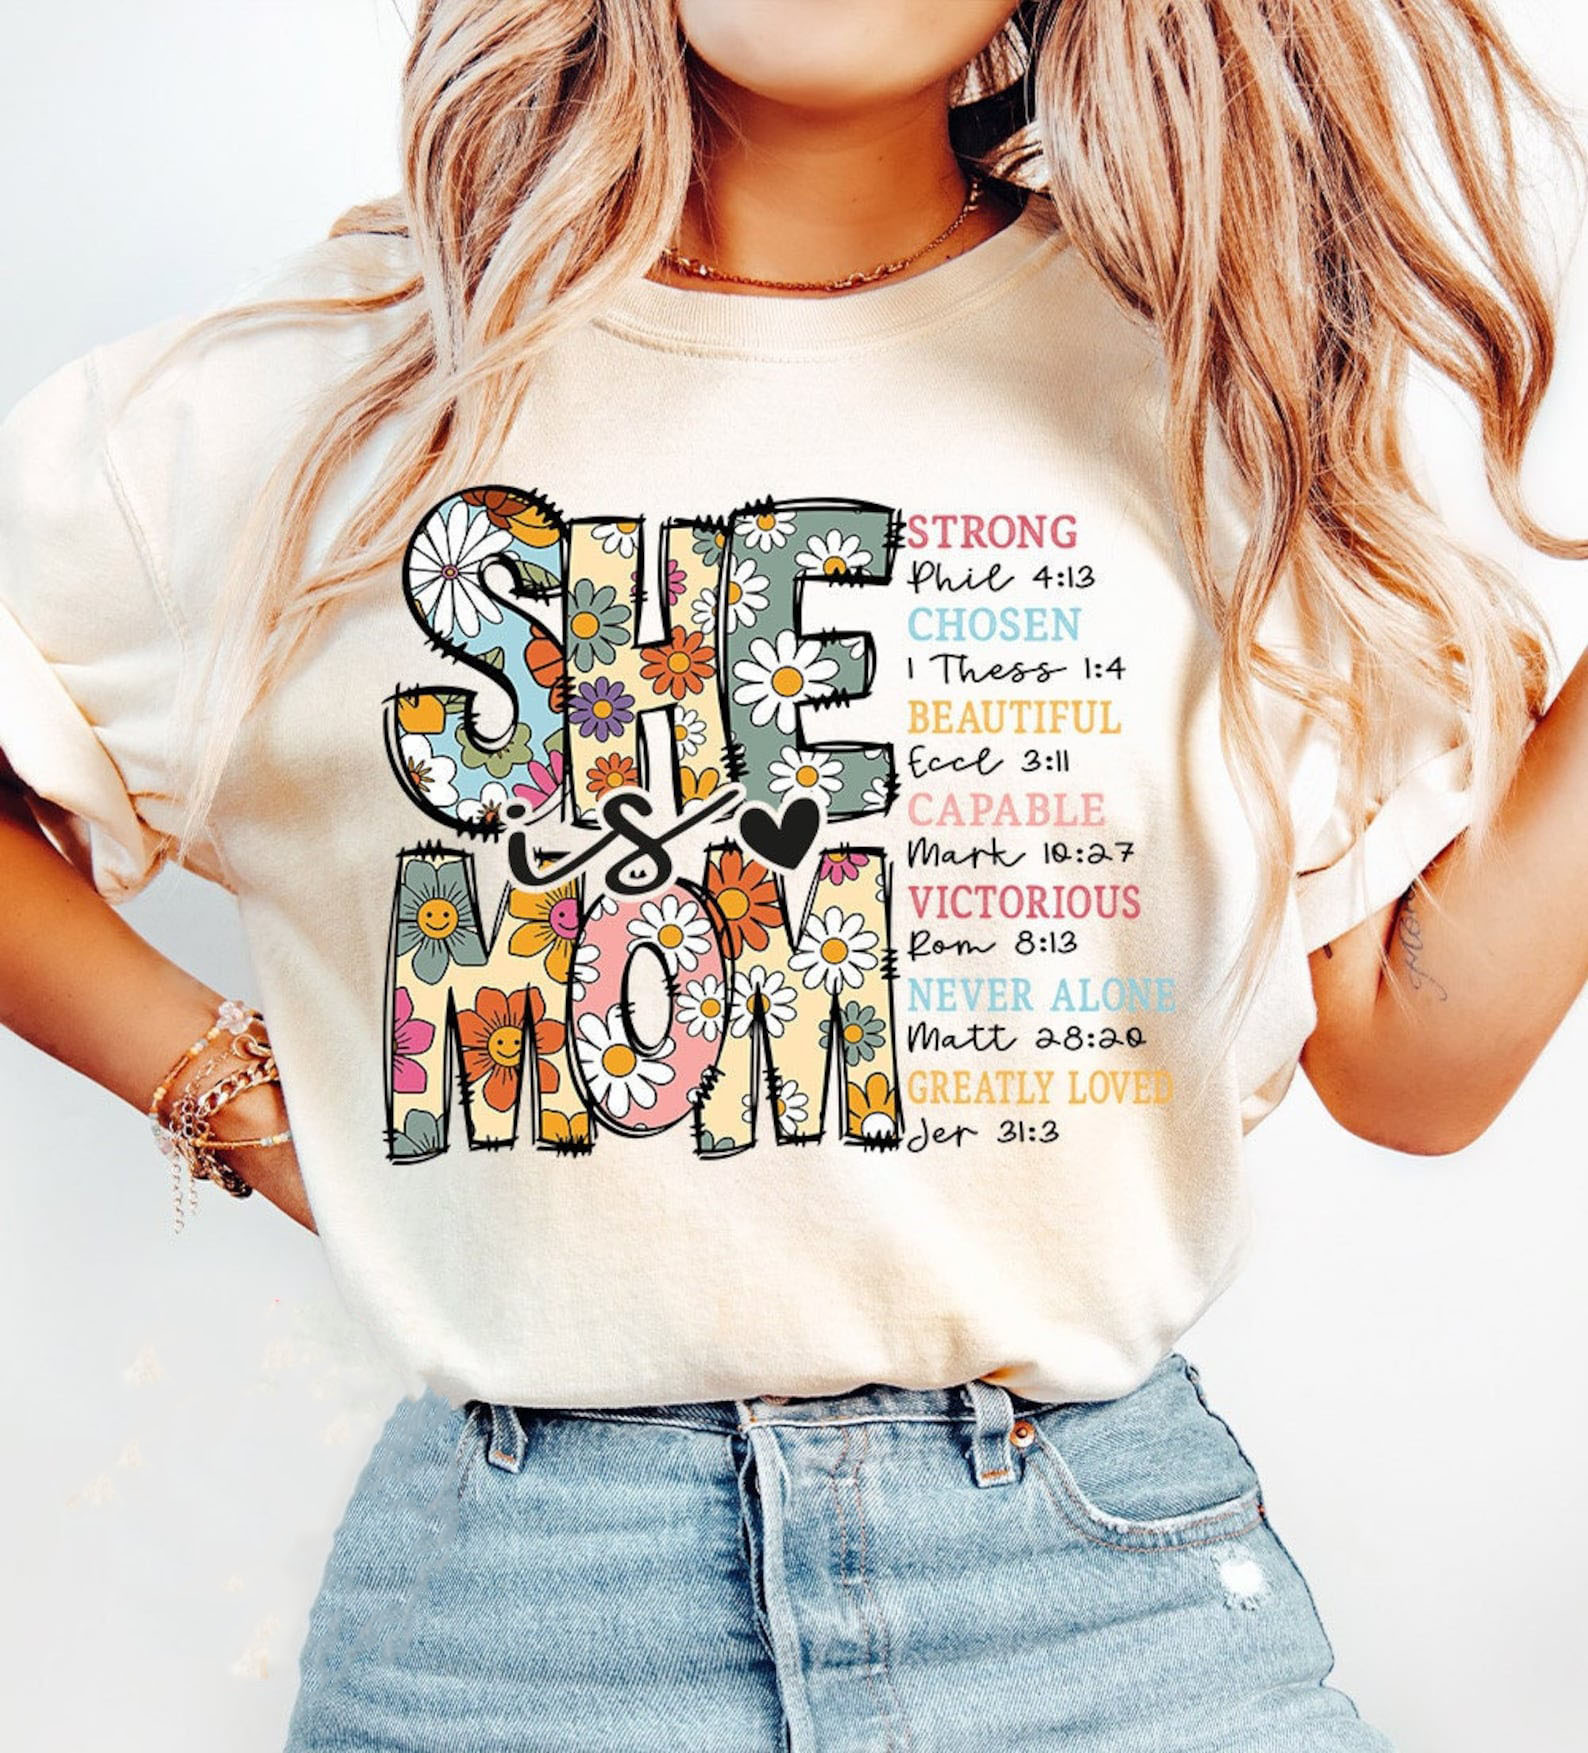 SHE
is
MOM
STRONG
Phil 4:13
CHOSEN
1 Thess 1:4
BEAUTIFUL
Eccl 3:11
CAPABLE
Mark 10:27
VICTORIOUS
Rom 8:13
NEVER ALONE
Matt 28:20
GREATLY LOVED
Jer 31:3